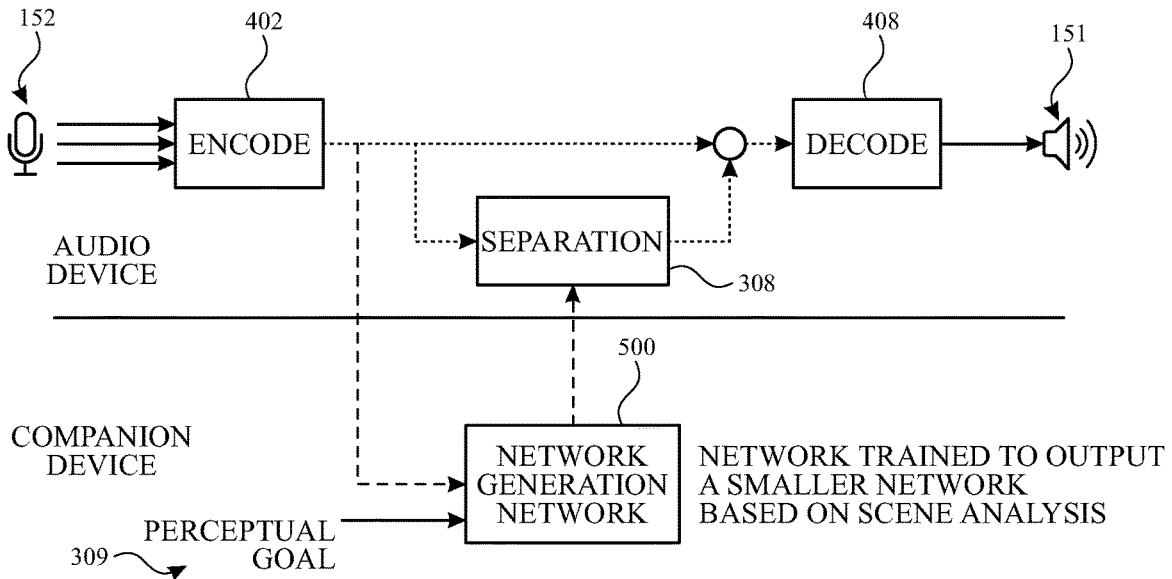 152
402
408
151
ENCODE
DECODE
SEPARATION
308
AUDIO
DEVICE
500
COMPANION
DEVICE
NETWORK
GENERATION
NETWORK
NETWORK TRAINED TO OUTPUT
A SMALLER NETWORK
BASED ON SCENE ANALYSIS
PERCEPTUAL
GOAL
309